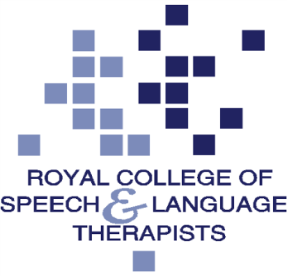 ROYAL COLLEGE OF
SPEECH & LANGUAGE
THERAPISTS